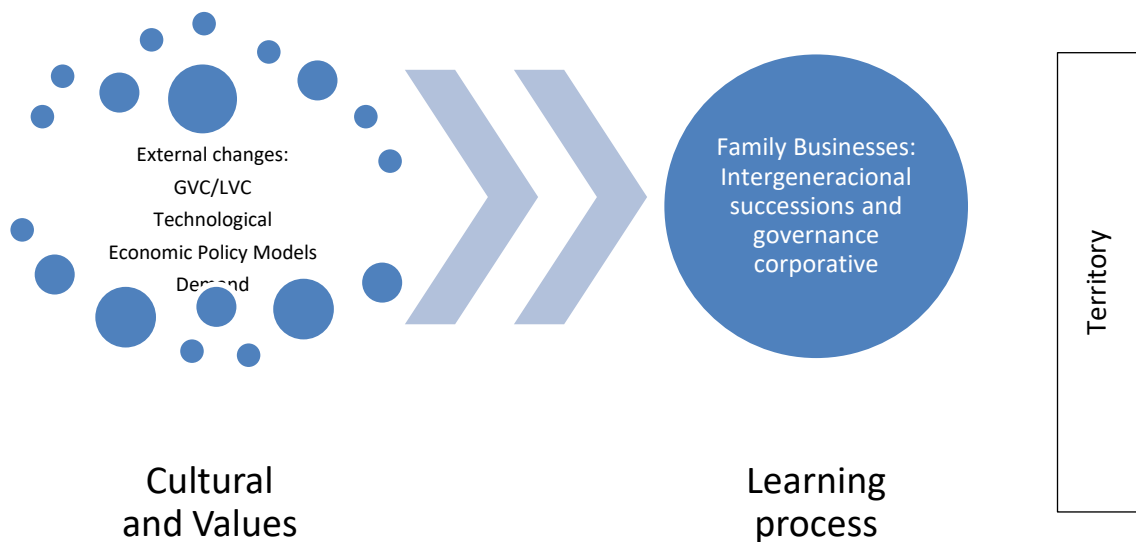 External changes:
GVC/LVC
Technological
Economic Policy Models
Demand
Family Businesses:
Intergeneracional
successions and
governance
corporative
Territory
Cultural
and Values
Learning
process